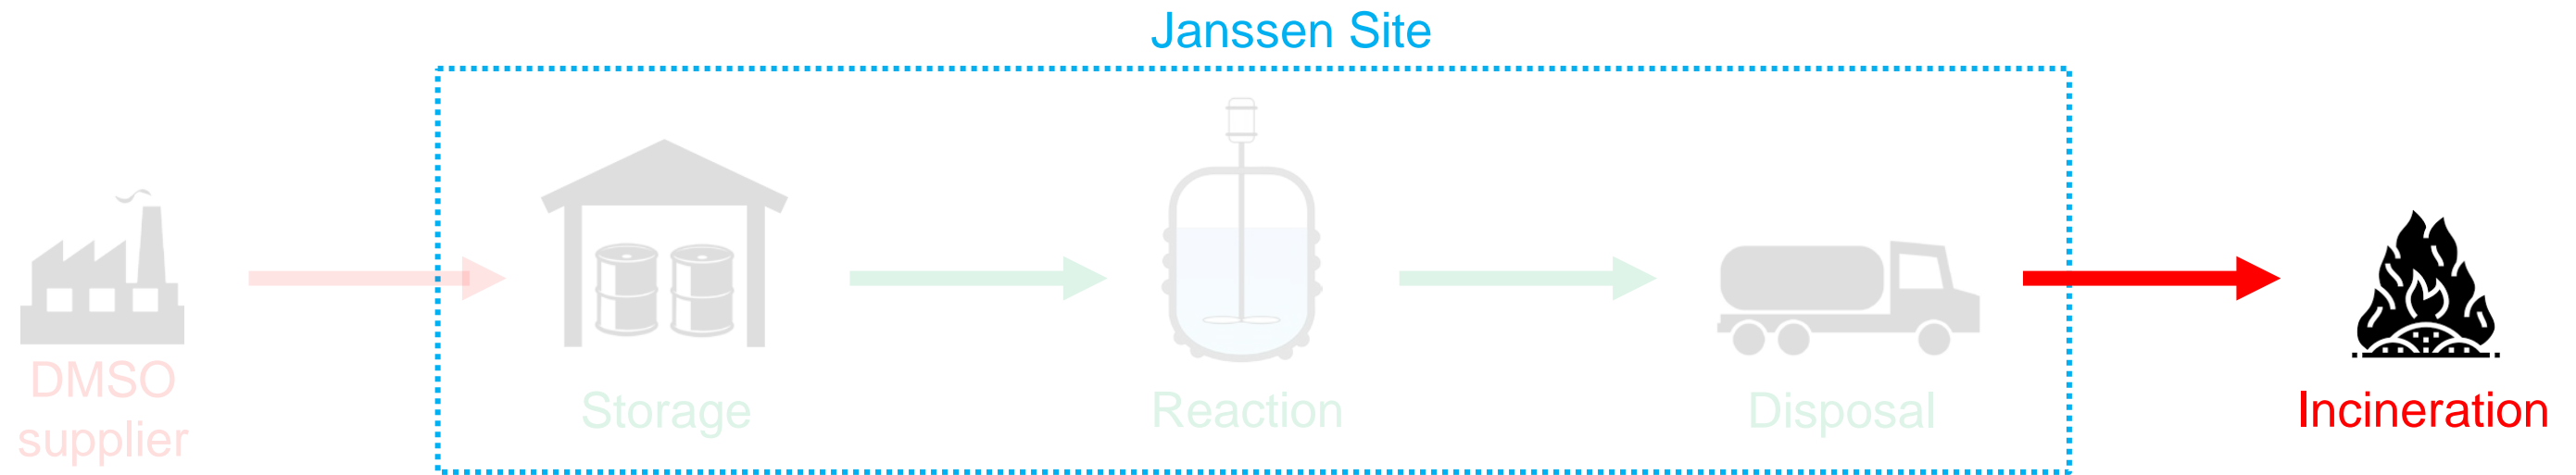 Janssen Site
DMSO
supplier
Storage
Reaction
Disposal
Incineration